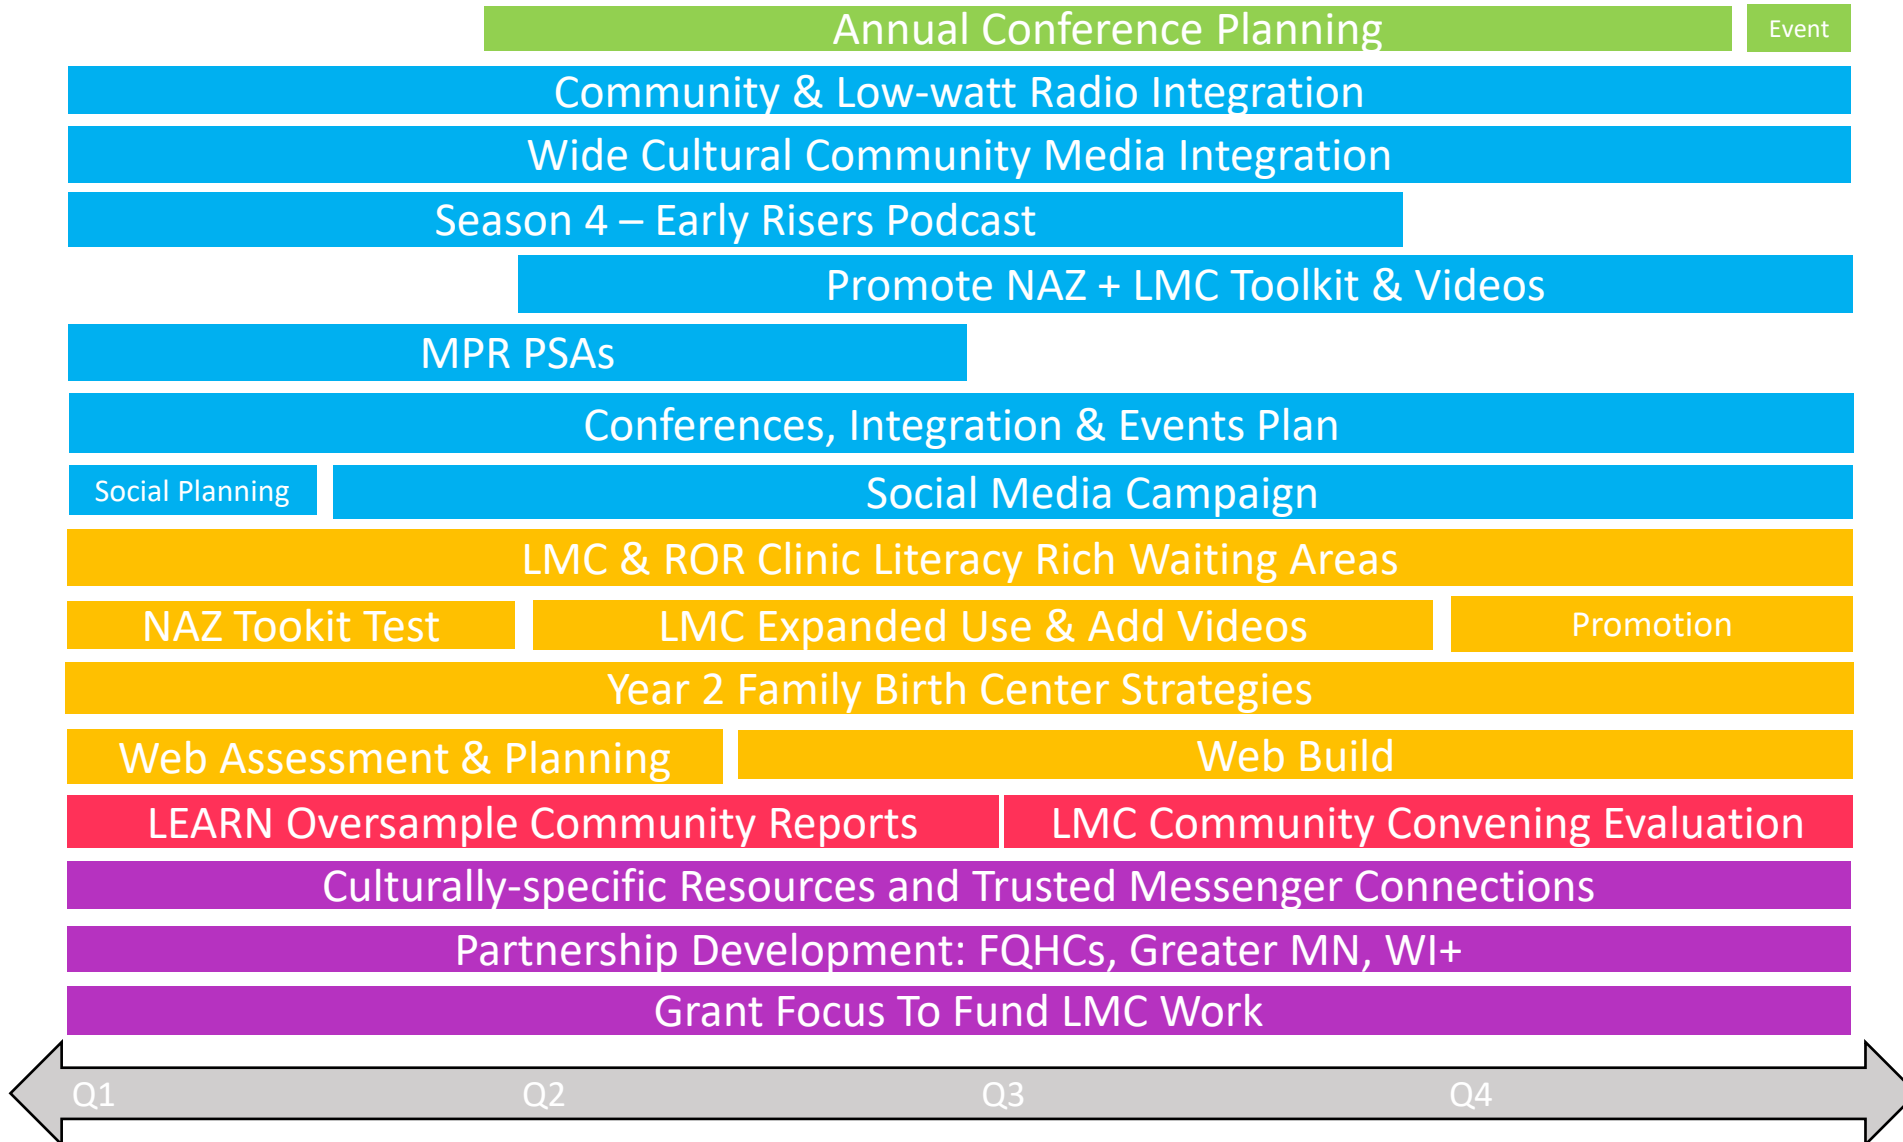 Annual Conference Planning
Event
Community & Low-watt Radio Integration
Wide Cultural Community Media Integration
Season 4 – Early Risers Podcast
Promote NAZ + LMC Toolkit & Videos
MPR PSAs
Conferences, Integration & Events Plan
Social Planning
Social Media Campaign
LMC & ROR Clinic Literacy Rich Waiting Areas
NAZ Tookit Test
LMC Expanded Use & Add Videos
Promotion
Year 2 Family Birth Center Strategies
Web Assessment & Planning
Web Build
LEARN Oversample Community Reports
LMC Community Convening Evaluation
Culturally-specific Resources and Trusted Messenger Connections
Partnership Development: FQHCs, Greater MN, WI+
Grant Focus To Fund LMC Work
Q1
Q2
Q3
Q4